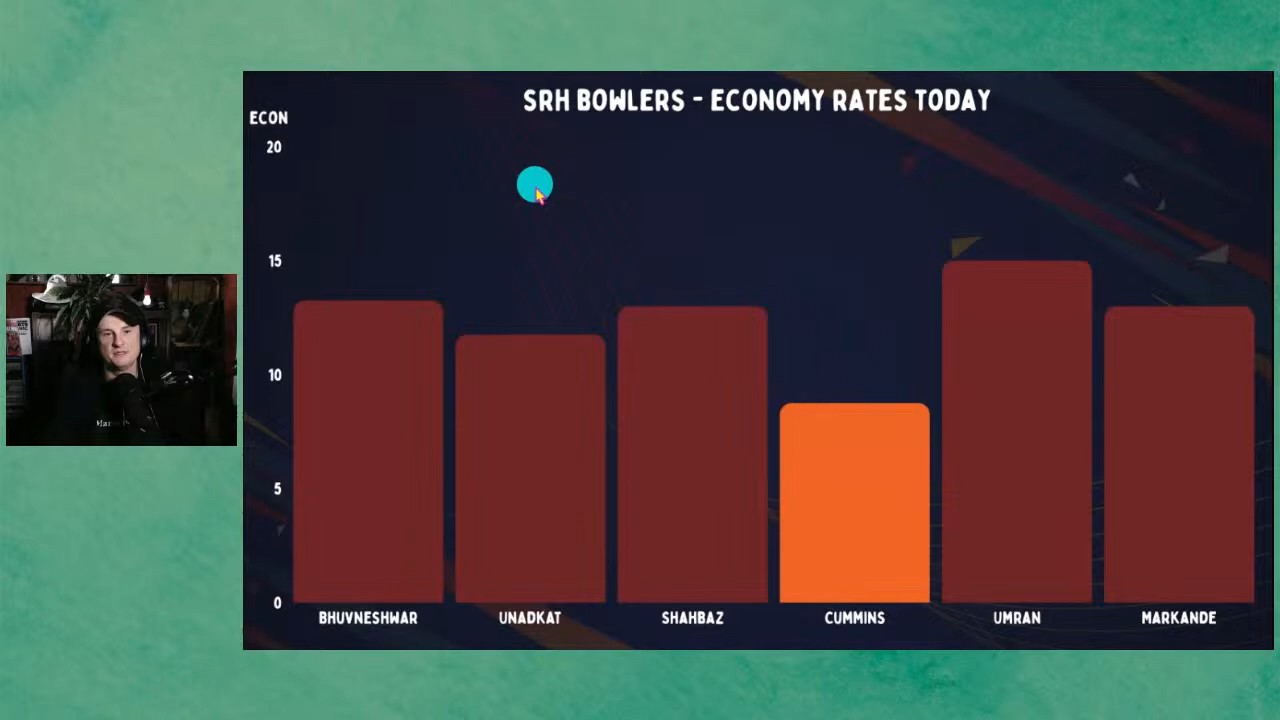 SRH BOWLERS - ECONOMY RATES TODAY
ECON
20
15
10
5
0
BHUVNESHWAR
UNADKAT
SHAHBAZ
CUMMINS
UMRAN
MARKANDE